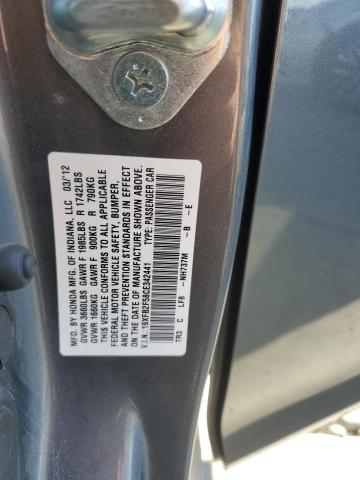 MFD. BY HONDA MFG. OF INDIANA, LLC 03/'12
GVWR 3660LBS GAWR F 1985LBS R 1742LBS
GVWR 1660KG GAWR F 900KG R 790KG
THIS VEHICLE CONFORMS TO ALL APPLICABLE
FEDERAL MOTOR VEHICLE SAFETY, BUMPER,
AND THEFT PREVENTION STANDARDS IN EFFECT
ON THE DATE OF MANUFACTURE SHOWN ABOVE.
V.I.N.: 19XFB2F58CE342441 TYPE: PASSENGER CAR
TR3 C LF8 NH737M -B -E